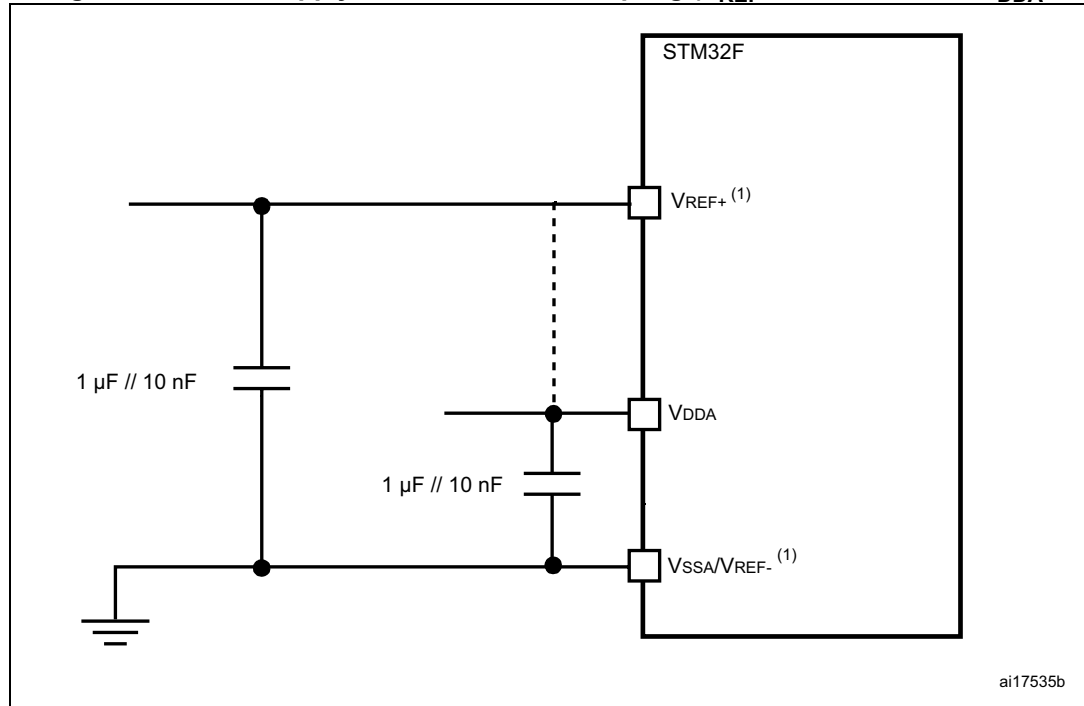 STM32F
VREF+ (1)
1 µF // 10 nF
VDDA
1 µF // 10 nF
VSSA/VREF- (1)
ai17535b